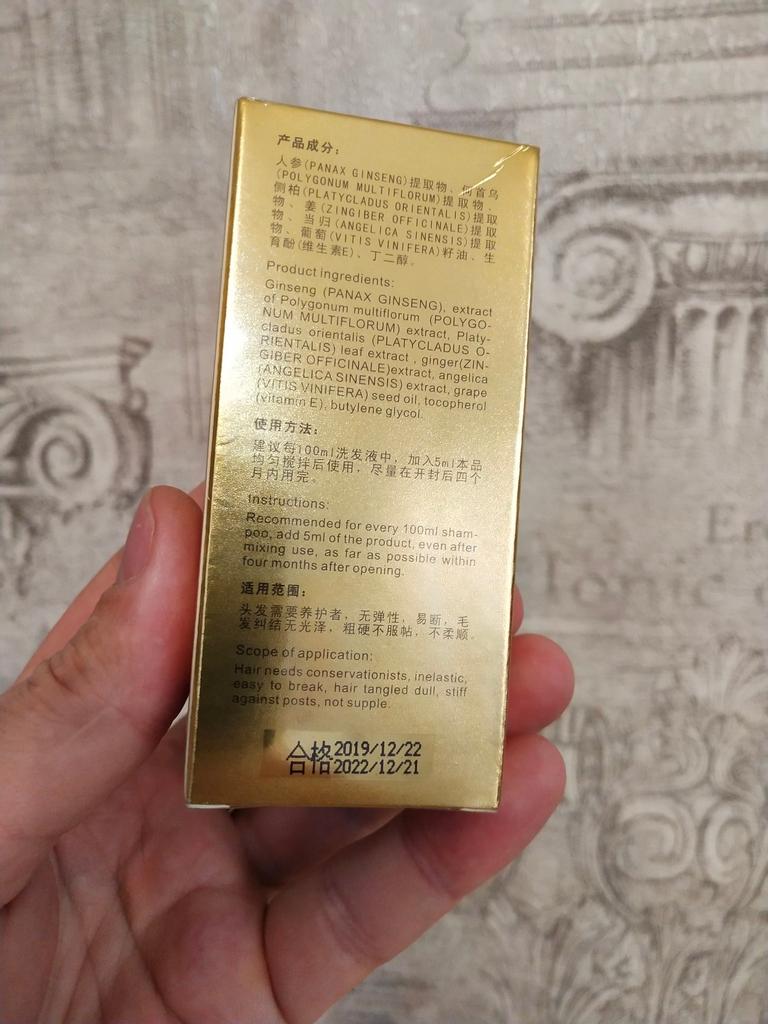 产品成分：
人参(PANAX GINSENG)提取物、何首乌
(POLYGONUM MULTIFLORUM)提取物、
侧柏(PLATYCLADUS ORIENTALIS)提取
物、姜(ZINGIBER OFFICINALE)提取
物、当归(ANGELICA SINENSIS)提取
物、葡萄(VITIS VINIFERA)籽油、生
育酚(维生素E)、丁二醇。
Product ingredients:
Ginseng (PANAX GINSENG), extract
of Polygonum multiflorum (POLYGO-
NUM MULTIFLORUM) extract, Platy-
cladus orientalis (PLATYCLADUS O-
RIENTALIS) leaf extract , ginger(ZIN-
GIBER OFFICINALE)extract, angelica
(ANGELICA SINENSIS) extract, grape
(VITIS VINIFERA) seed oil, tocopherol
(vitamin E), butylene glycol.
使用方法：
建议每100ml洗发液中，加入5ml本品
均匀搅拌后使用，尽量在开封后四个
月内用完。
Instructions:
Recommended for every 100ml sham-
poo, add 5ml of the product, even after
mixing use, as far as possible within
four months after opening.
适用范围：
头发需要养护者，无弹性，易断，毛
发纠结无光泽，粗硬不服帖，不柔顺。
Scope of application:
Hair needs conservationists, inelastic,
easy to break, hair tangled dull, stiff
against posts, not supple.
合格 2019/12/22
2022/12/21